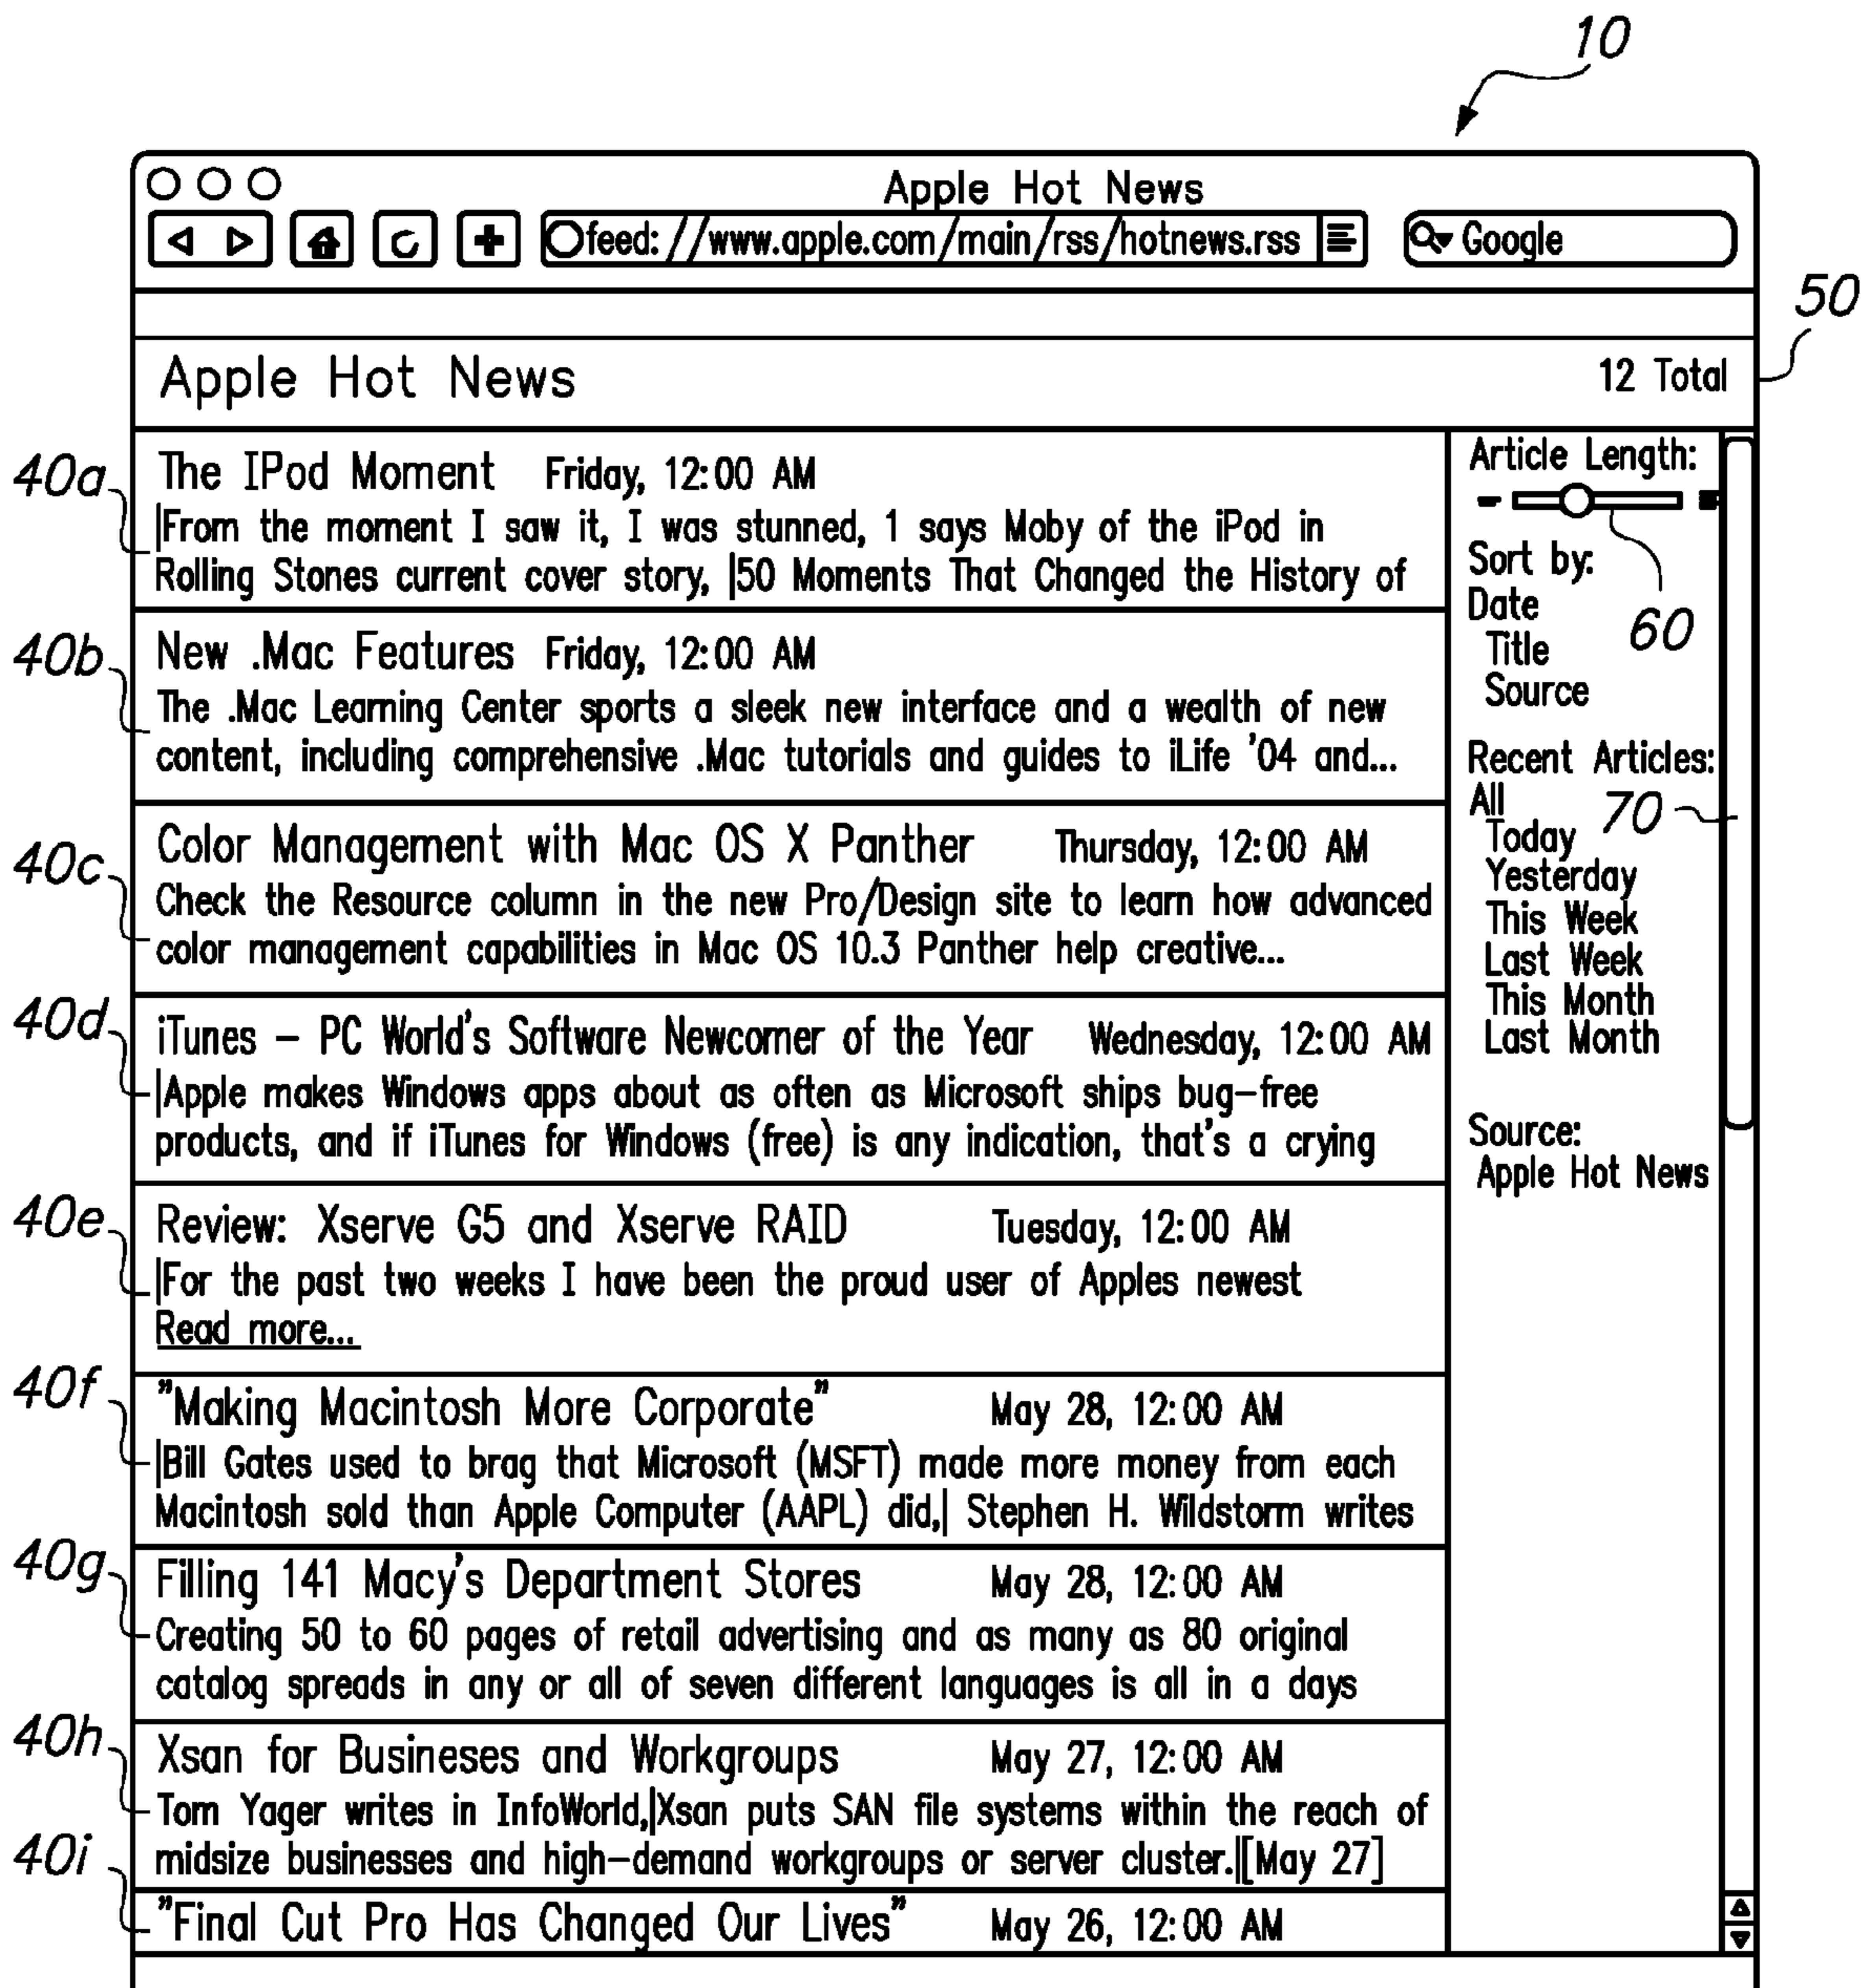 10
Apple Hot News
feed: //www.apple.com/main/rss/hotnews.rss
Google
50
Apple Hot News 12 Total
40a
The IPod Moment Friday, 12:00 AM
|From the moment I saw it, I was stunned, 1 says Moby of the iPod in
Rolling Stones current cover story, |50 Moments That Changed the History of
40b
New .Mac Features Friday, 12:00 AM
The .Mac Learning Center sports a sleek new interface and a wealth of new
content, including comprehensive .Mac tutorials and guides to iLife '04 and...
40c
Color Management with Mac OS X Panther Thursday, 12:00 AM
Check the Resource column in the new Pro/Design site to learn how advanced
color management capabilities in Mac OS 10.3 Panther help creative...
40d
iTunes – PC World's Software Newcomer of the Year Wednesday, 12:00 AM
|Apple makes Windows apps about as often as Microsoft ships bug–free
products, and if iTunes for Windows (free) is any indication, that's a crying
40e
Review: Xserve G5 and Xserve RAID Tuesday, 12:00 AM
|For the past two weeks I have been the proud user of Apples newest
Read more...
40f
"Making Macintosh More Corporate" May 28, 12:00 AM
|Bill Gates used to brag that Microsoft (MSFT) made more money from each
Macintosh sold than Apple Computer (AAPL) did,| Stephen H. Wildstorm writes
40g
Filling 141 Macy's Department Stores May 28, 12:00 AM
Creating 50 to 60 pages of retail advertising and as many as 80 original
catalog spreads in any or all of seven different languages is all in a days
40h
Xsan for Busineses and Workgroups May 27, 12:00 AM
Tom Yager writes in InfoWorld,|Xsan puts SAN file systems within the reach of
midsize businesses and high–demand workgroups or server cluster.|[May 27]
40i
"Final Cut Pro Has Changed Our Lives" May 26, 12:00 AM
Article Length:
60
Sort by:
Date
Title
Source
Recent Articles:
All
70
Today
Yesterday
This Week
Last Week
This Month
Last Month
Source:
Apple Hot News